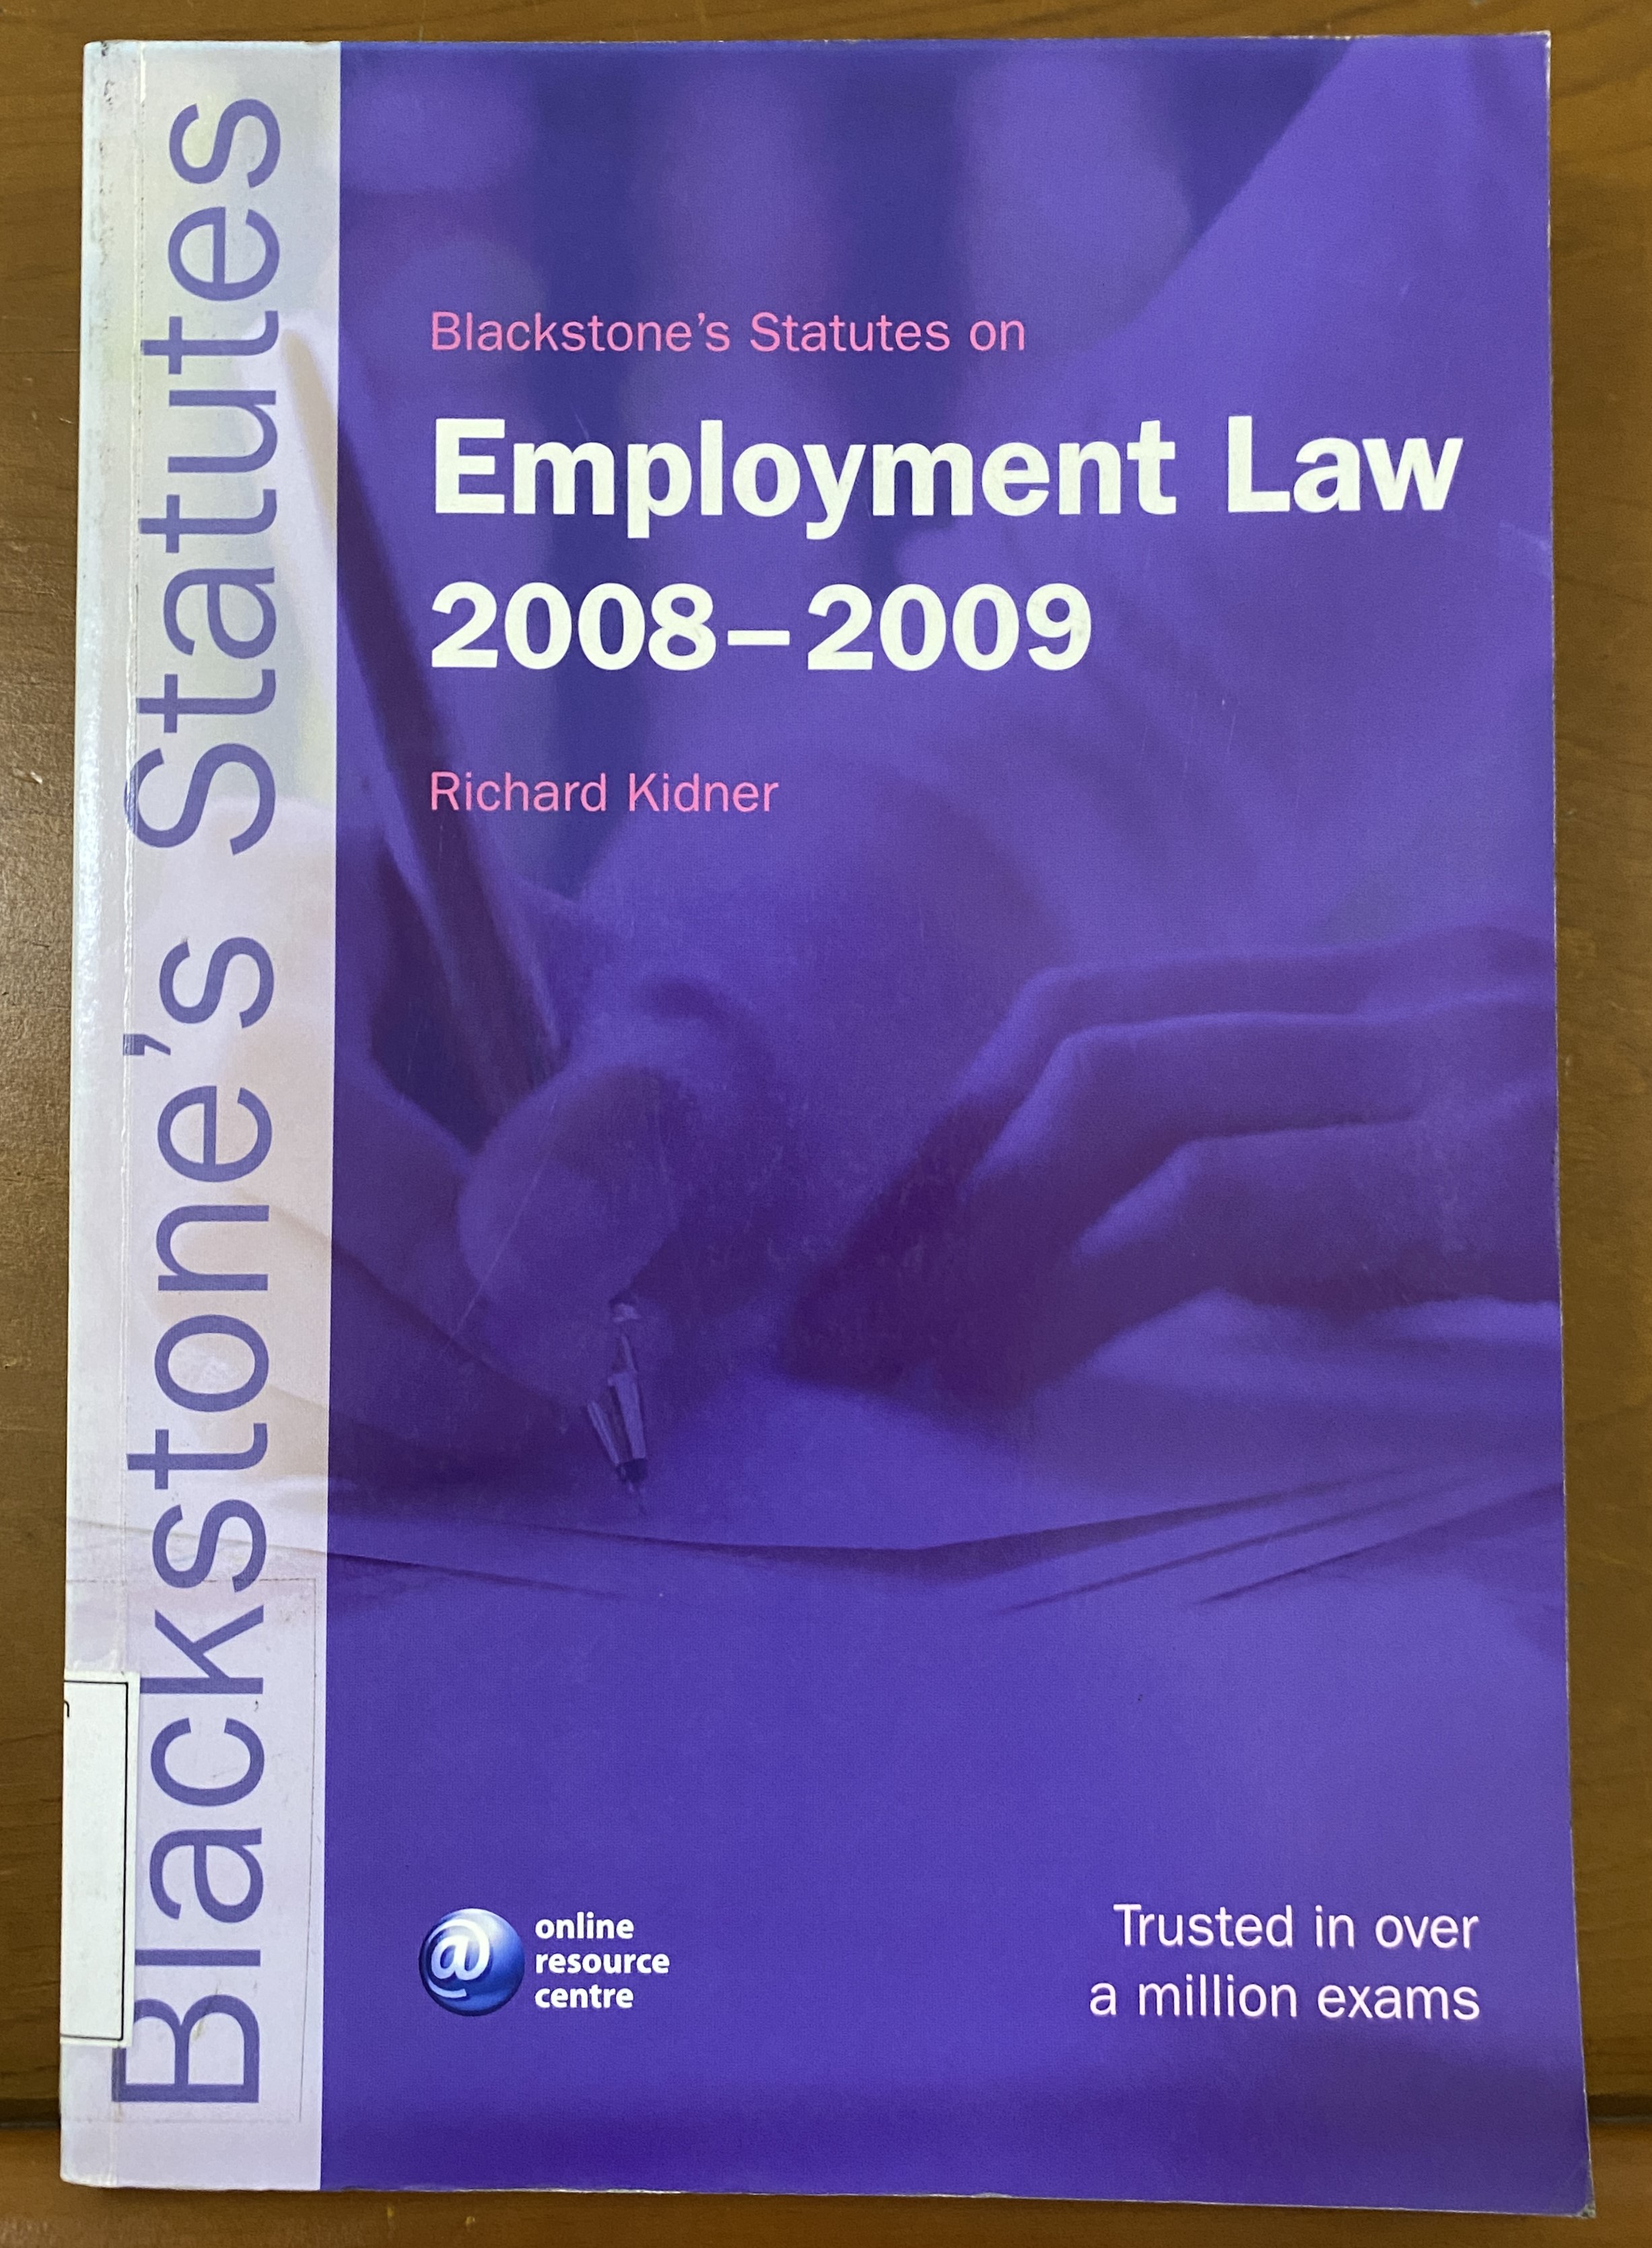 Blackstone's Statutes
Blackstone's Statutes on
Employment Law
2008–2009
Richard Kidner
@ online
resource
centre
Trusted in over
a million exams